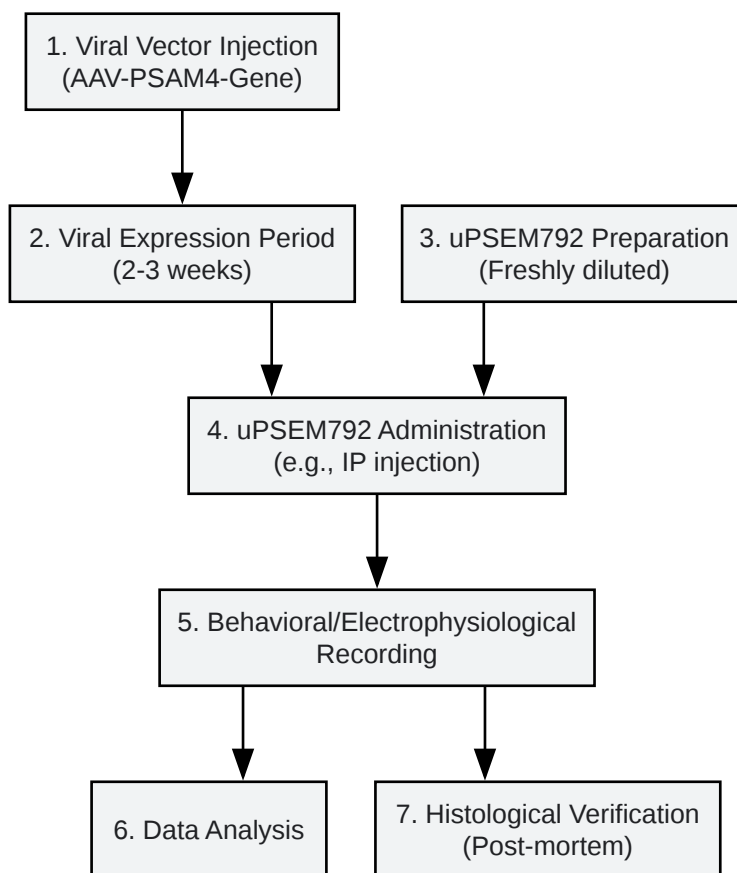 1. Viral Vector Injection
(AAV-PSAM4-Gene)
2. Viral Expression Period
(2-3 weeks)
3. uPSEM792 Preparation
(Freshly diluted)
4. uPSEM792 Administration
(e.g., IP injection)
5. Behavioral/Electrophysiological
Recording
6. Data Analysis
7. Histological Verification
(Post-mortem)